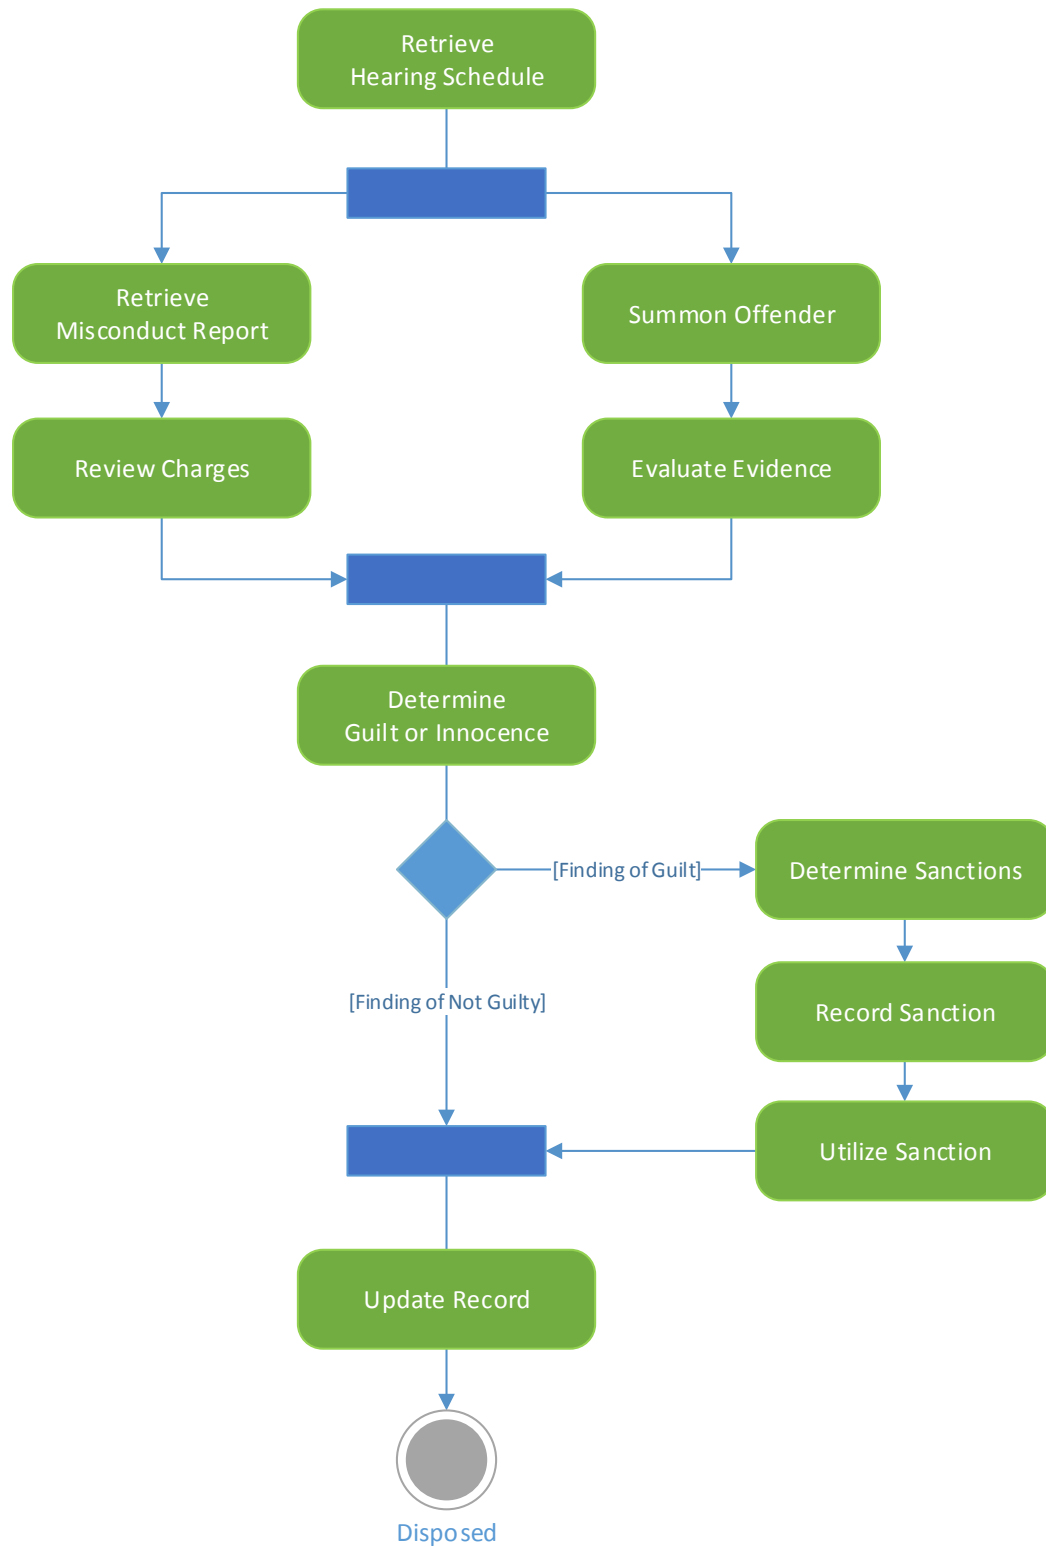 Retrieve
Hearing Schedule
Retrieve
Misconduct Report
Summon Offender
Review Charges
Evaluate Evidence
Determine
Guilt or Innocence
[Finding of Guilt]
Determine Sanctions
[Finding of Not Guilty]
Record Sanction
Utilize Sanction
Update Record
Disposed